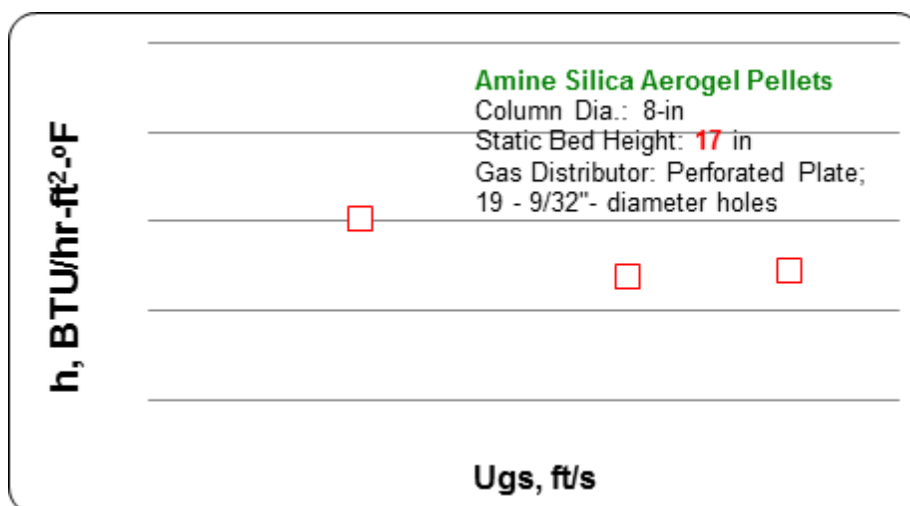 Amine Silica Aerogel Pellets
Column Dia.: 8-in
Static Bed Height: 17 in
Gas Distributor: Perforated Plate;
19 - 9/32"- diameter holes
h, BTU/hr-ft²-ºF
Ugs, ft/s